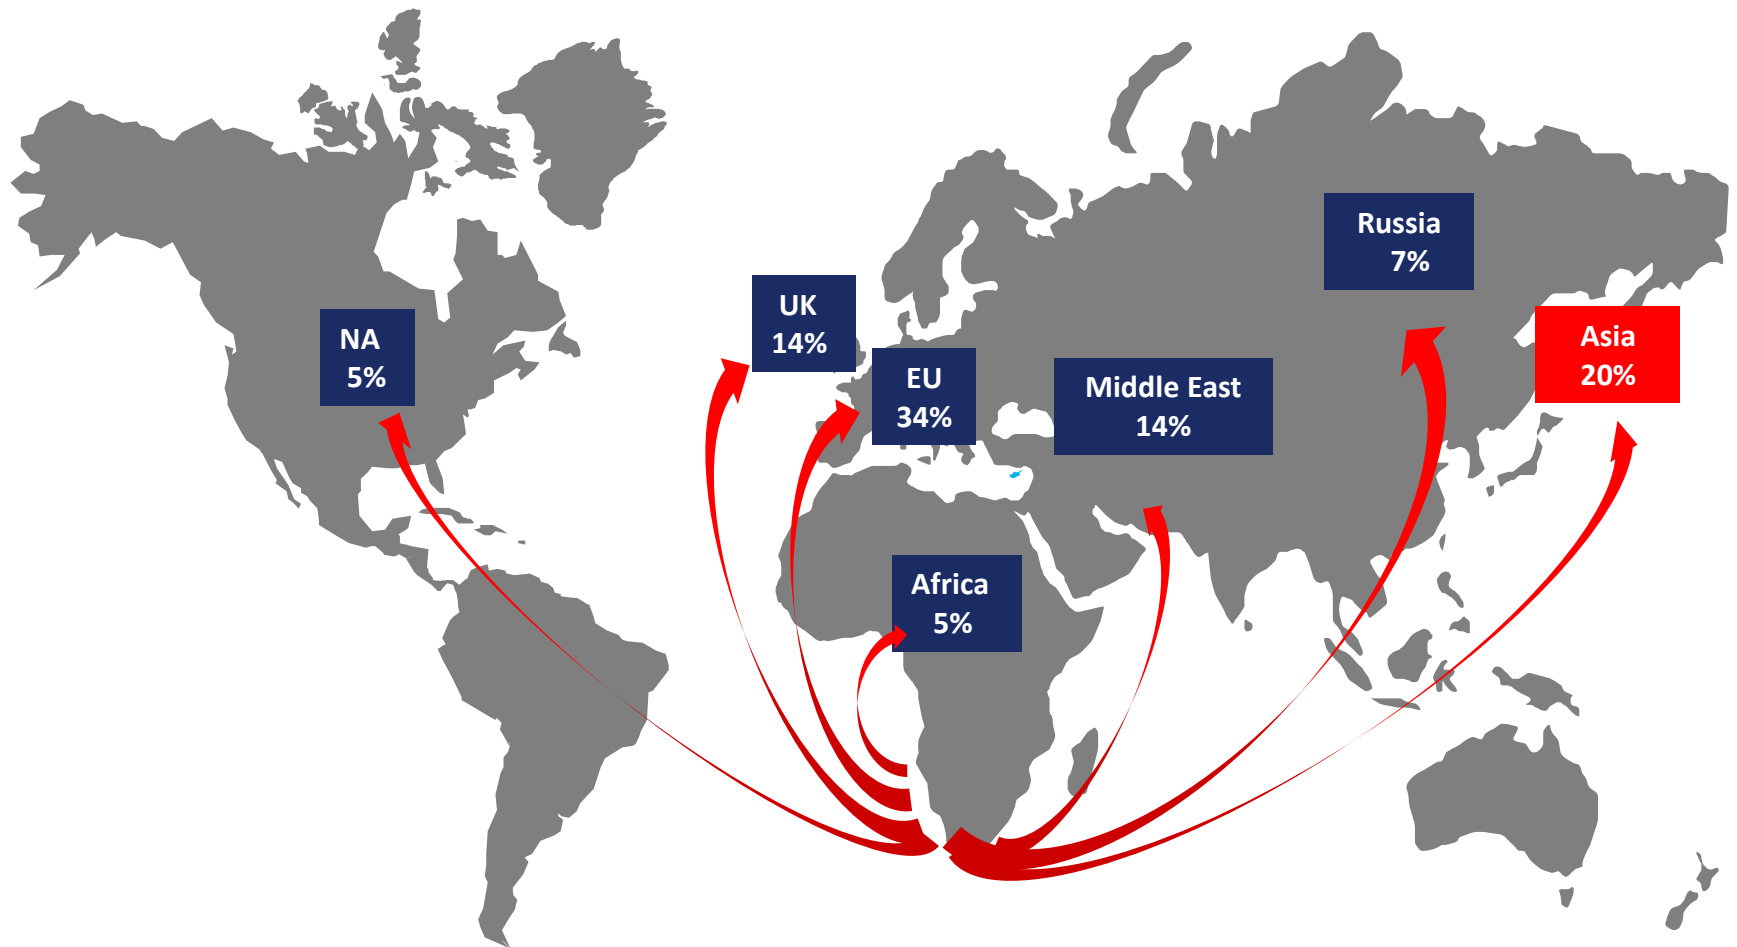 Russia
7%
UK
14%
Asia
20%
NA
5%
EU
34%
Middle East
14%
Africa
5%